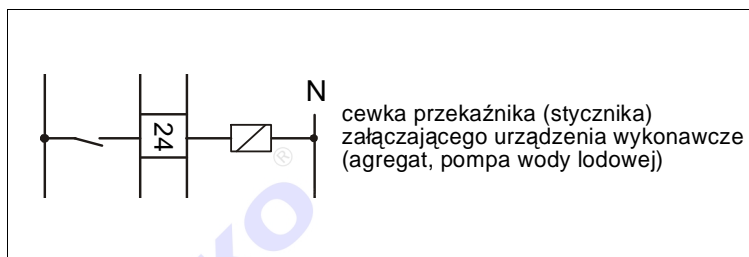 N
24
cewka przekaźnika (stycznika)
załączającego urządzenia wykonawcze
(agregat, pompa wody lodowej)
®